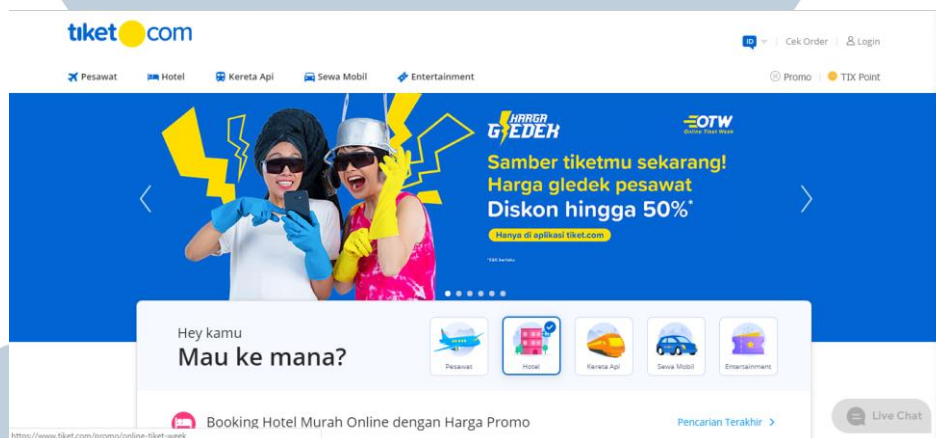 tiket com
ID Cek Order Login
Pesawat Hotel Kereta Api Sewa Mobil Entertainment
Promo TIX Point
HARGA
GLEDEK
OTW
Online Tiket Week
Samber tiketmu sekarang!
Harga gledek pesawat
Diskon hingga 50%*
Hanya di aplikasi tiket.com
*T&K berlaku
Hey kamu
Mau ke mana?
Pesawat Hotel Kereta Api Sewa Mobil Entertainment
Booking Hotel Murah Online dengan Harga Promo
Pencarian Terakhir >
Live Chat
https://www.tiket.com/promo/online-tiket-week